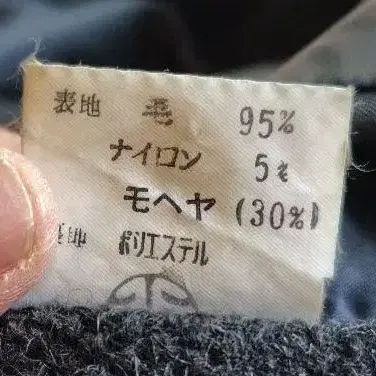 表地 毛 95%
ナイロン 5%
モヘヤ (30%)
裏地 ポリエステル